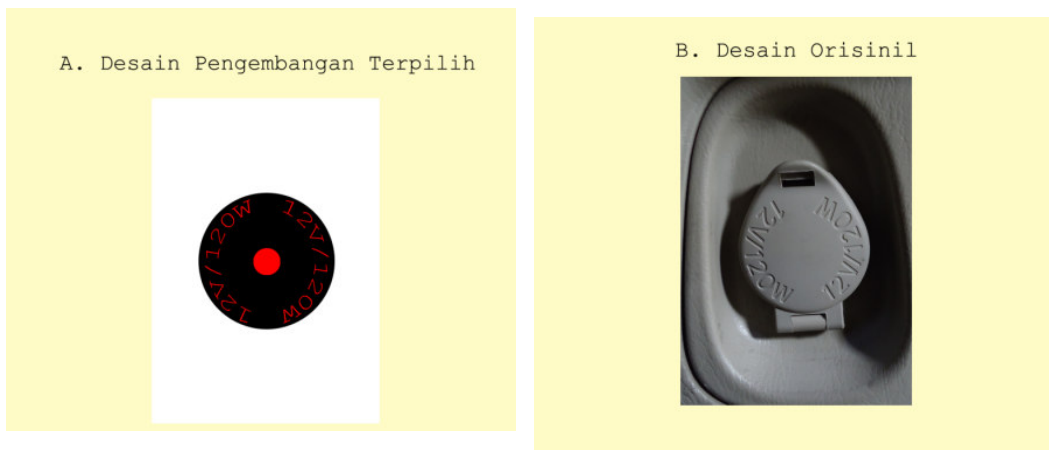 A. Desain Pengembangan Terpilih
12V/120W
12V/120W
B. Desain Orisinil
12V/120W
12V/120W